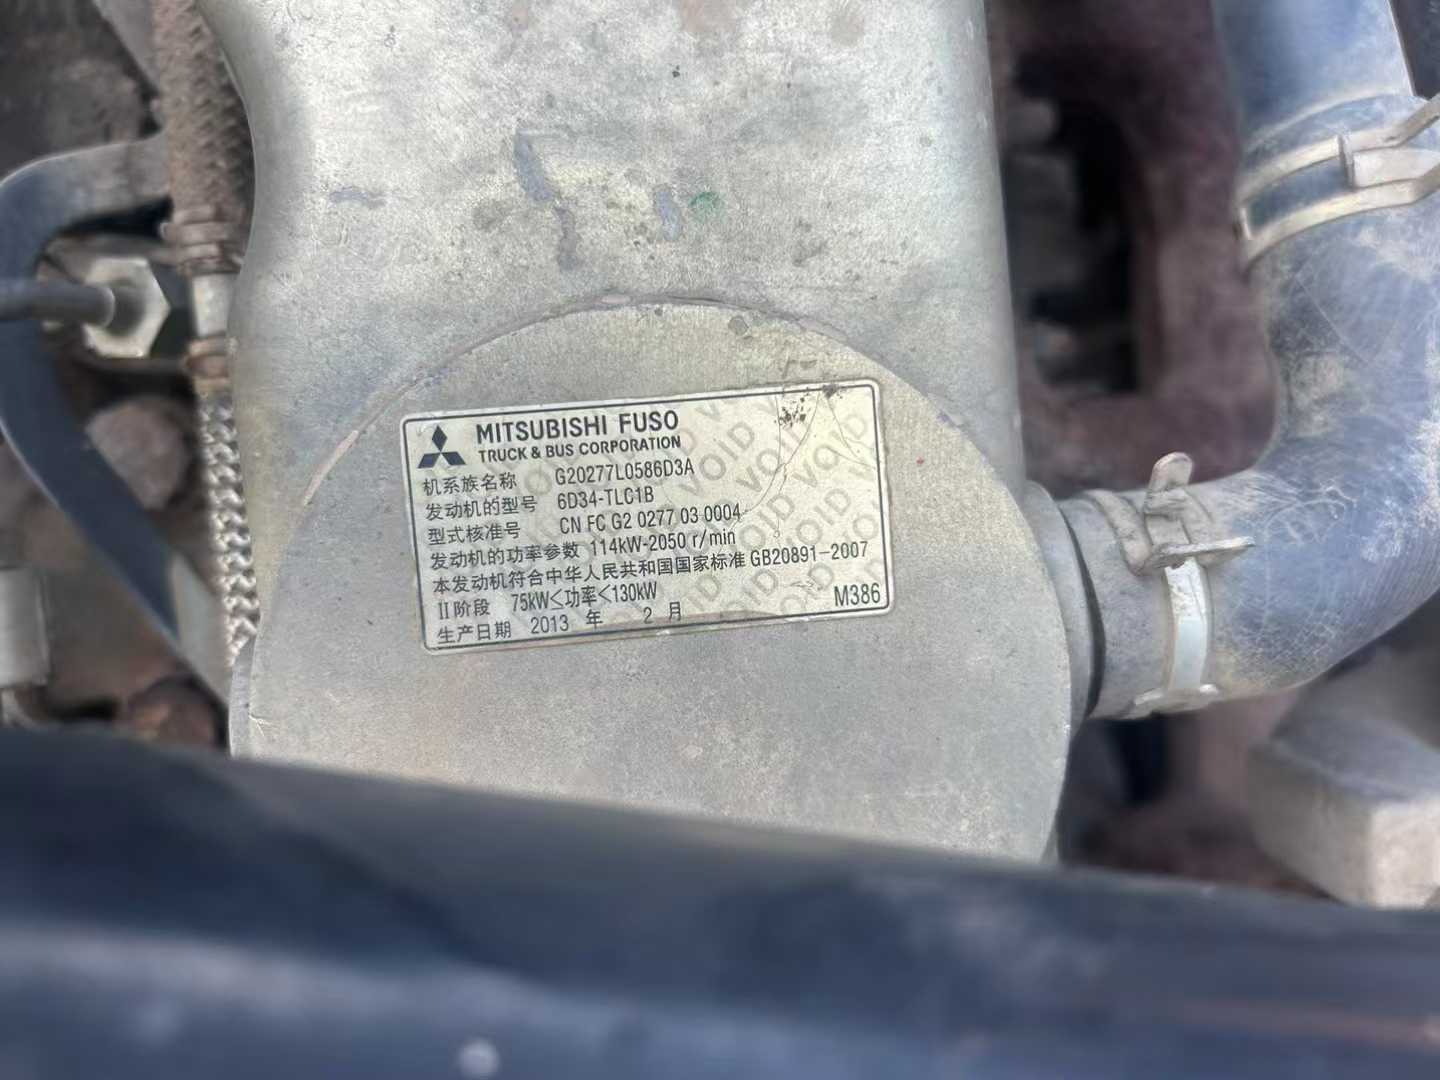 MITSUBISHI FUSO
TRUCK & BUS CORPORATION
机系族名称 G20277L0586D3A
发动机的型号 6D34-TLC1B
型式核准号 CN FC G2 0277 03 0004
发动机的功率参数 114kW-2050 r/min
本发动机符合中华人民共和国国家标准 GB20891-2007
II阶段 75kW≤功率<130kW
生产日期 2013 年 2 月 M386
VOID VOID VOID VOID